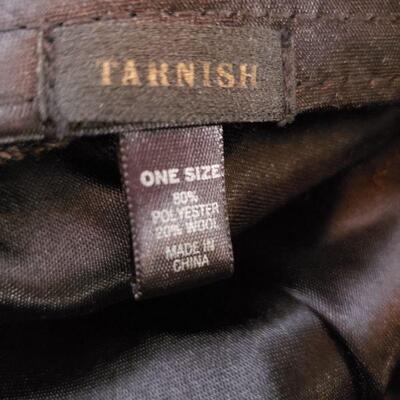 TARNISH
ONE SIZE
80%
POLYESTER
20% WOOL
MADE IN
CHINA